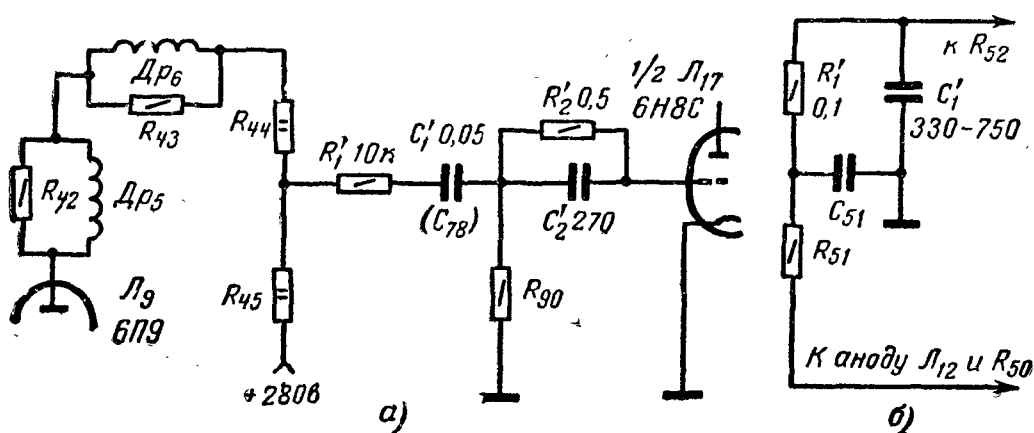 Др₆
R₄₃
R₄₂
Др₅
Л₉
6П9
R₄₄
R₄₅
+280в
R₁′ 10к
C₁′ 0,05
(C₇₈)
R₂′ 0,5
C₂′ 270
R₉₀
1/2 Л₁₇
6Н8С
а)
к R₅₂
R₁′
0,1
C₁′
330-750
C₅₁
R₅₁
К аноду Л₁₂ и R₅₀
б)